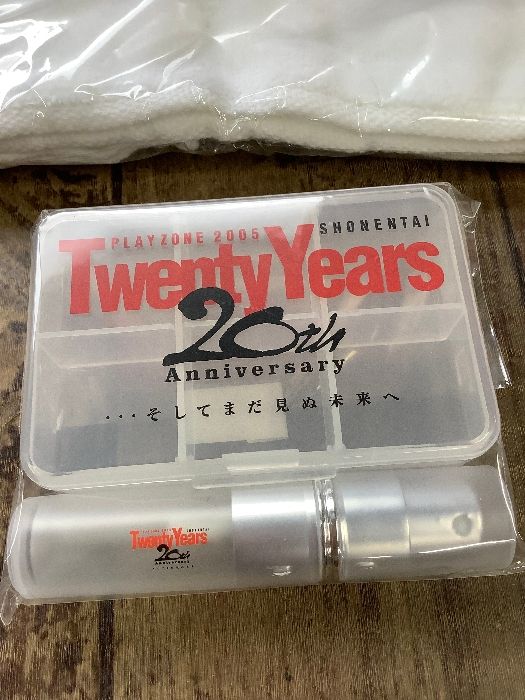 PLAYZONE 2005 SHONENTAI
Twenty Years
20th
Anniversary
・・・そしてまだ見ぬ未来へ
Twenty Years
20th